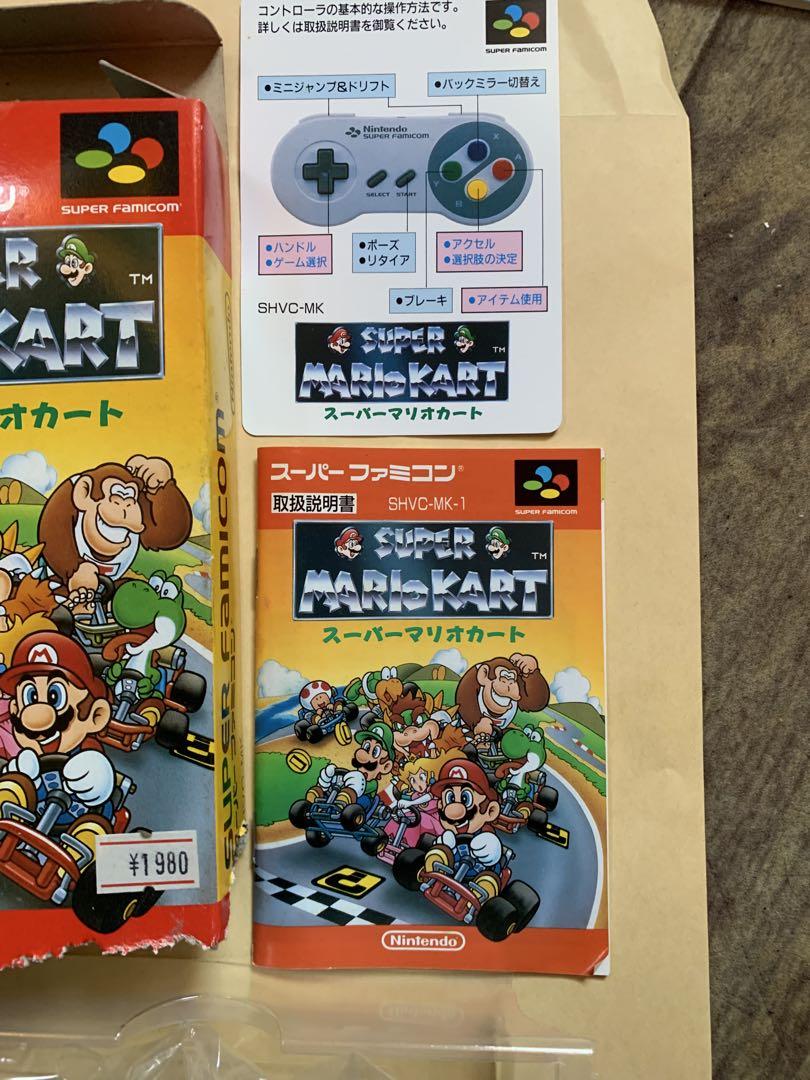 コントローラの基本的な操作方法です。
詳しくは取扱説明書を御覧ください。
SUPER FAMICOM
●ミニジャンプ&ドリフト
●バックミラー切替え
Nintendo
SUPER FAMICOM
X
A
Y
B
SELECT START
●ハンドル
●ゲーム選択
●ポーズ
●リタイア
●アクセル
●選択肢の決定
●ブレーキ
●アイテム使用
SHVC-MK
SUPER
MARIO KART™
スーパーマリオカート
スーパーファミコン®
取扱説明書 SHVC-MK-1
SUPER FAMICOM
SUPER
MARIO KART™
スーパーマリオカート
Nintendo
SUPER FAMICOM
ER
KART
TM
オカート
M
¥1980
Nintendo®
SUPER FAMICOM